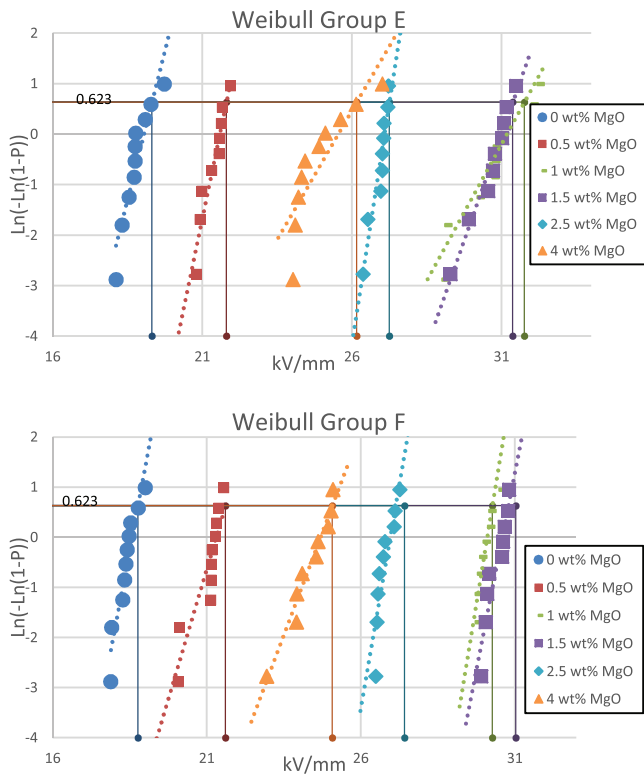 Weibull Group E
Ln(-Ln(1-P))
2
1
0.623
0
-1
-2
-3
-4
16
21
26
31
kV/mm
0 wt% MgO
0.5 wt% MgO
1 wt% MgO
1.5 wt% MgO
2.5 wt% MgO
4 wt% MgO
Weibull Group F
Ln(-Ln(1-P))
2
1
0.623
0
-1
-2
-3
-4
16
21
26
31
kV/mm
0 wt% MgO
0.5 wt% MgO
1 wt% MgO
1.5 wt% MgO
2.5 wt% MgO
4 wt% MgO